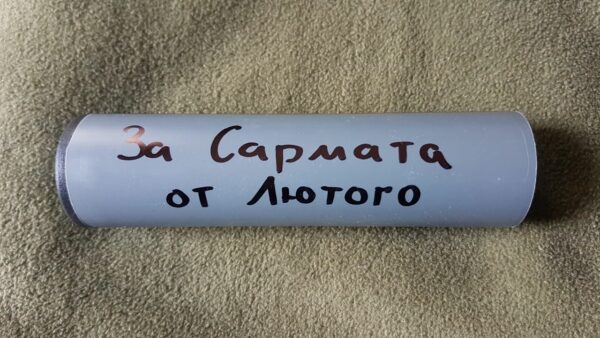 За Сармата
от Лютого